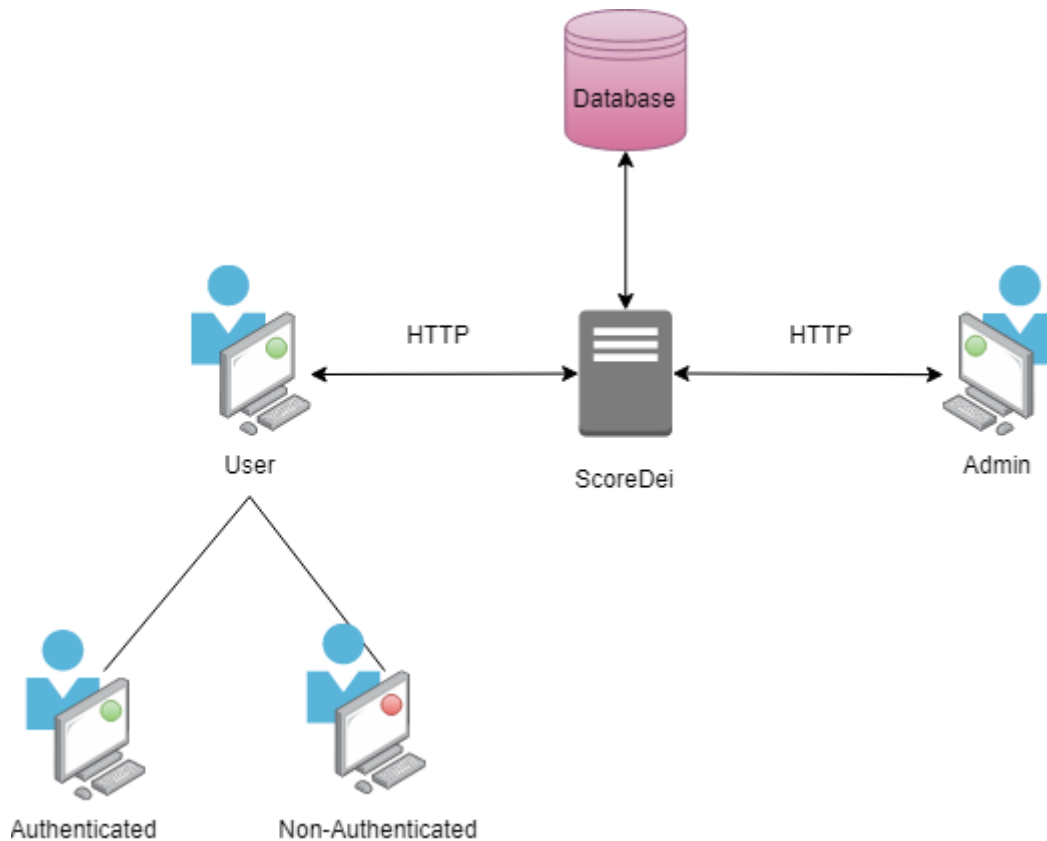 Database
HTTP
HTTP
User
ScoreDei
Admin
Authenticated
Non-Authenticated